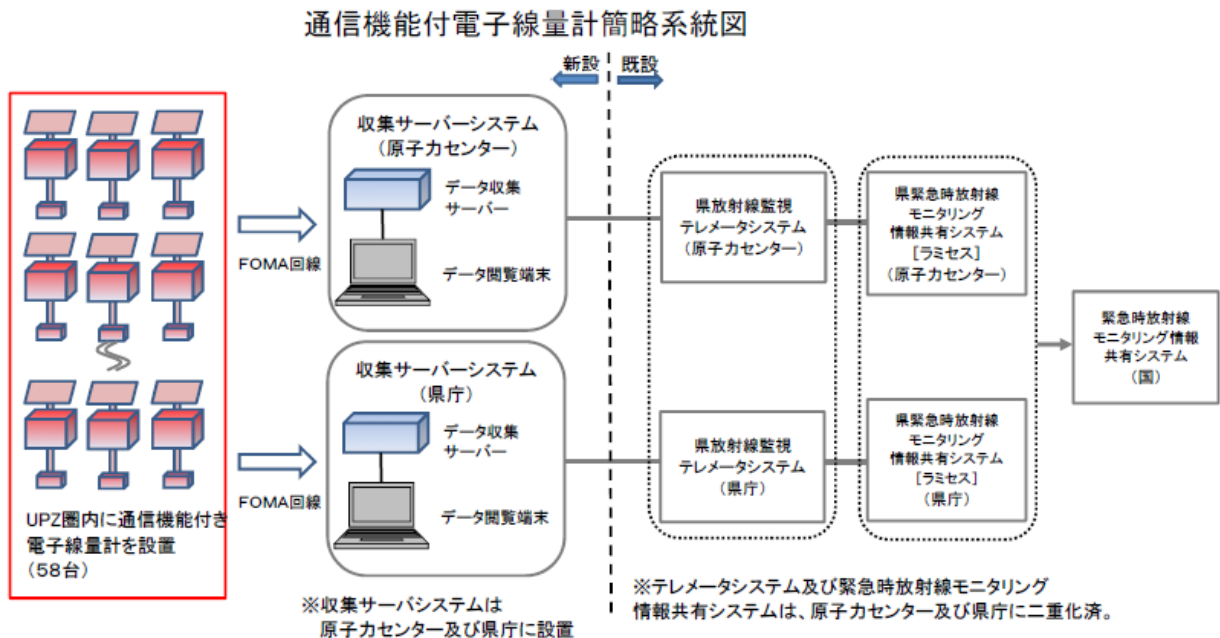 通信機能付電子線量計簡略系統図
新設
既設
UPZ圏内に通信機能付き
電子線量計を設置
(58台)
FOMA回線
FOMA回線
収集サーバーシステム
(原子力センター)
データ収集
サーバー
データ閲覧端末
収集サーバーシステム
(県庁)
データ収集
サーバー
データ閲覧端末
※収集サーバシステムは
原子力センター及び県庁に設置
県放射線監視
テレメータシステム
(原子力センター)
県緊急時放射線
モニタリング
情報共有システム
[ラミセス]
(原子力センター)
県放射線監視
テレメータシステム
(県庁)
県緊急時放射線
モニタリング
情報共有システム
[ラミセス]
(県庁)
緊急時放射線
モニタリング情報
共有システム
(国)
※テレメータシステム及び緊急時放射線モニタリング
情報共有システムは、原子力センター及び県庁に二重化済。